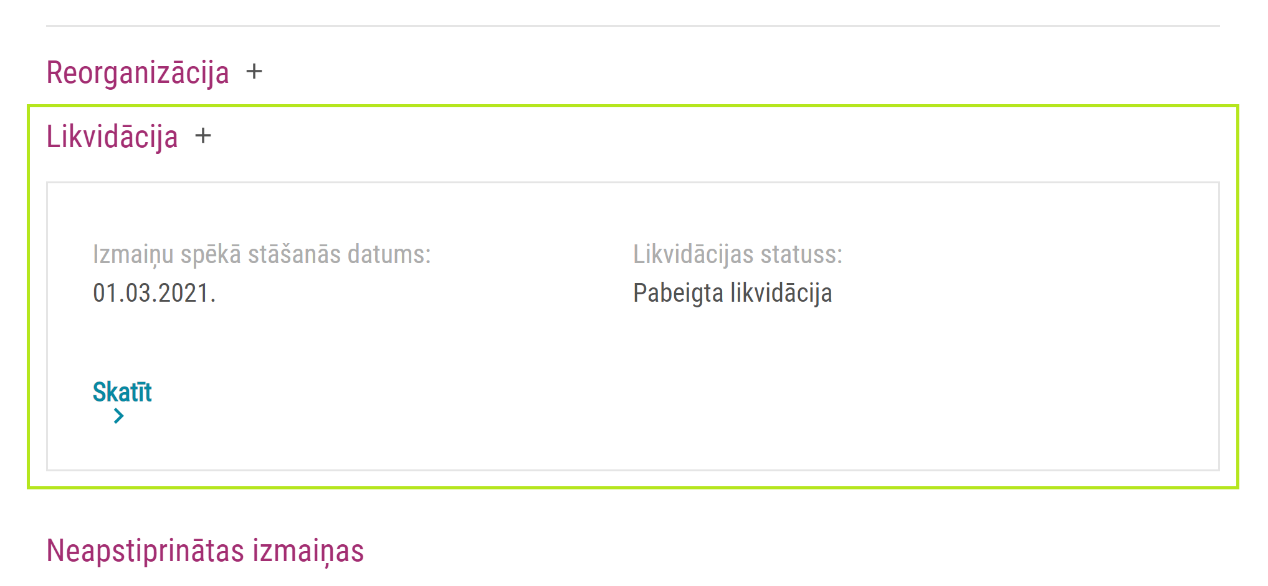 Reorganizācija +
Likvidācija +
Izmaiņu spēkā stāšanās datums: Likvidācijas statuss:
01.03.2021. Pabeigta likvidācija
Skatīt
Neapstiprinātas izmaiņas